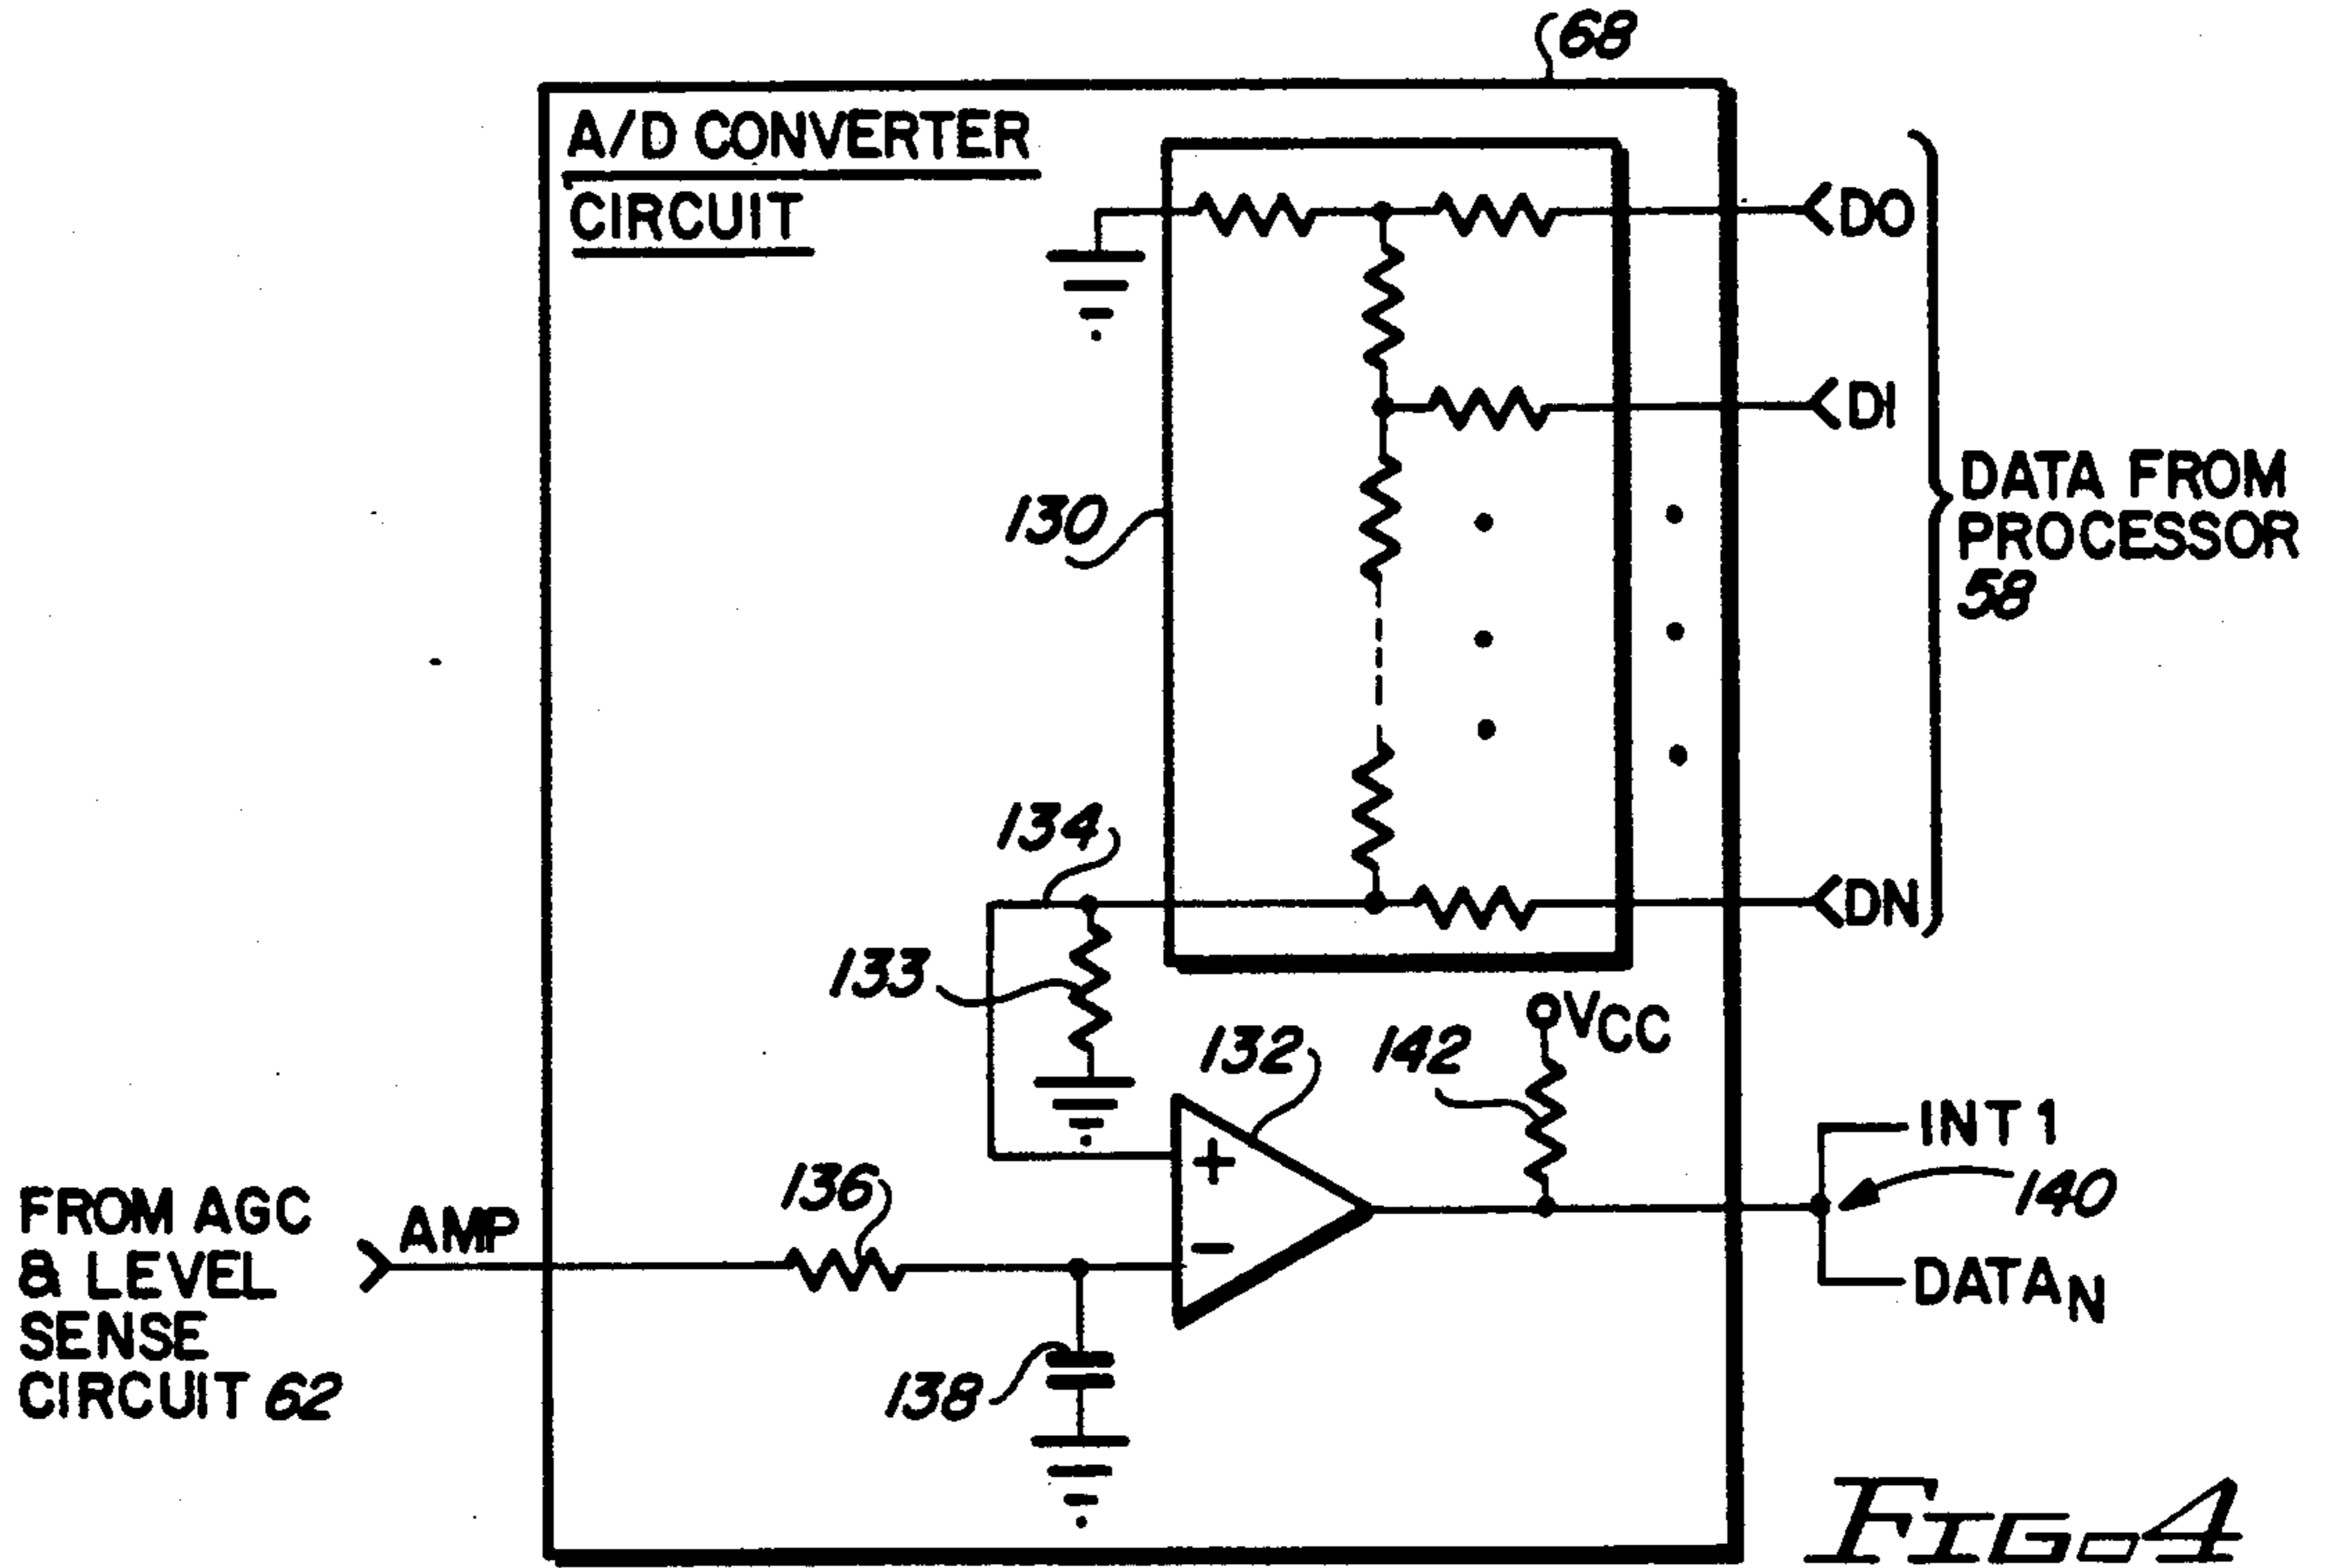 68
A/D CONVERTER
CIRCUIT
DO
DI
130
DATA FROM
PROCESSOR
58
134
DN
133
VCC
132
142
+
INT 1
136
140
FROM AGC
& LEVEL
SENSE
CIRCUIT 62
AMP
−
DATAN
138
FIG. 4